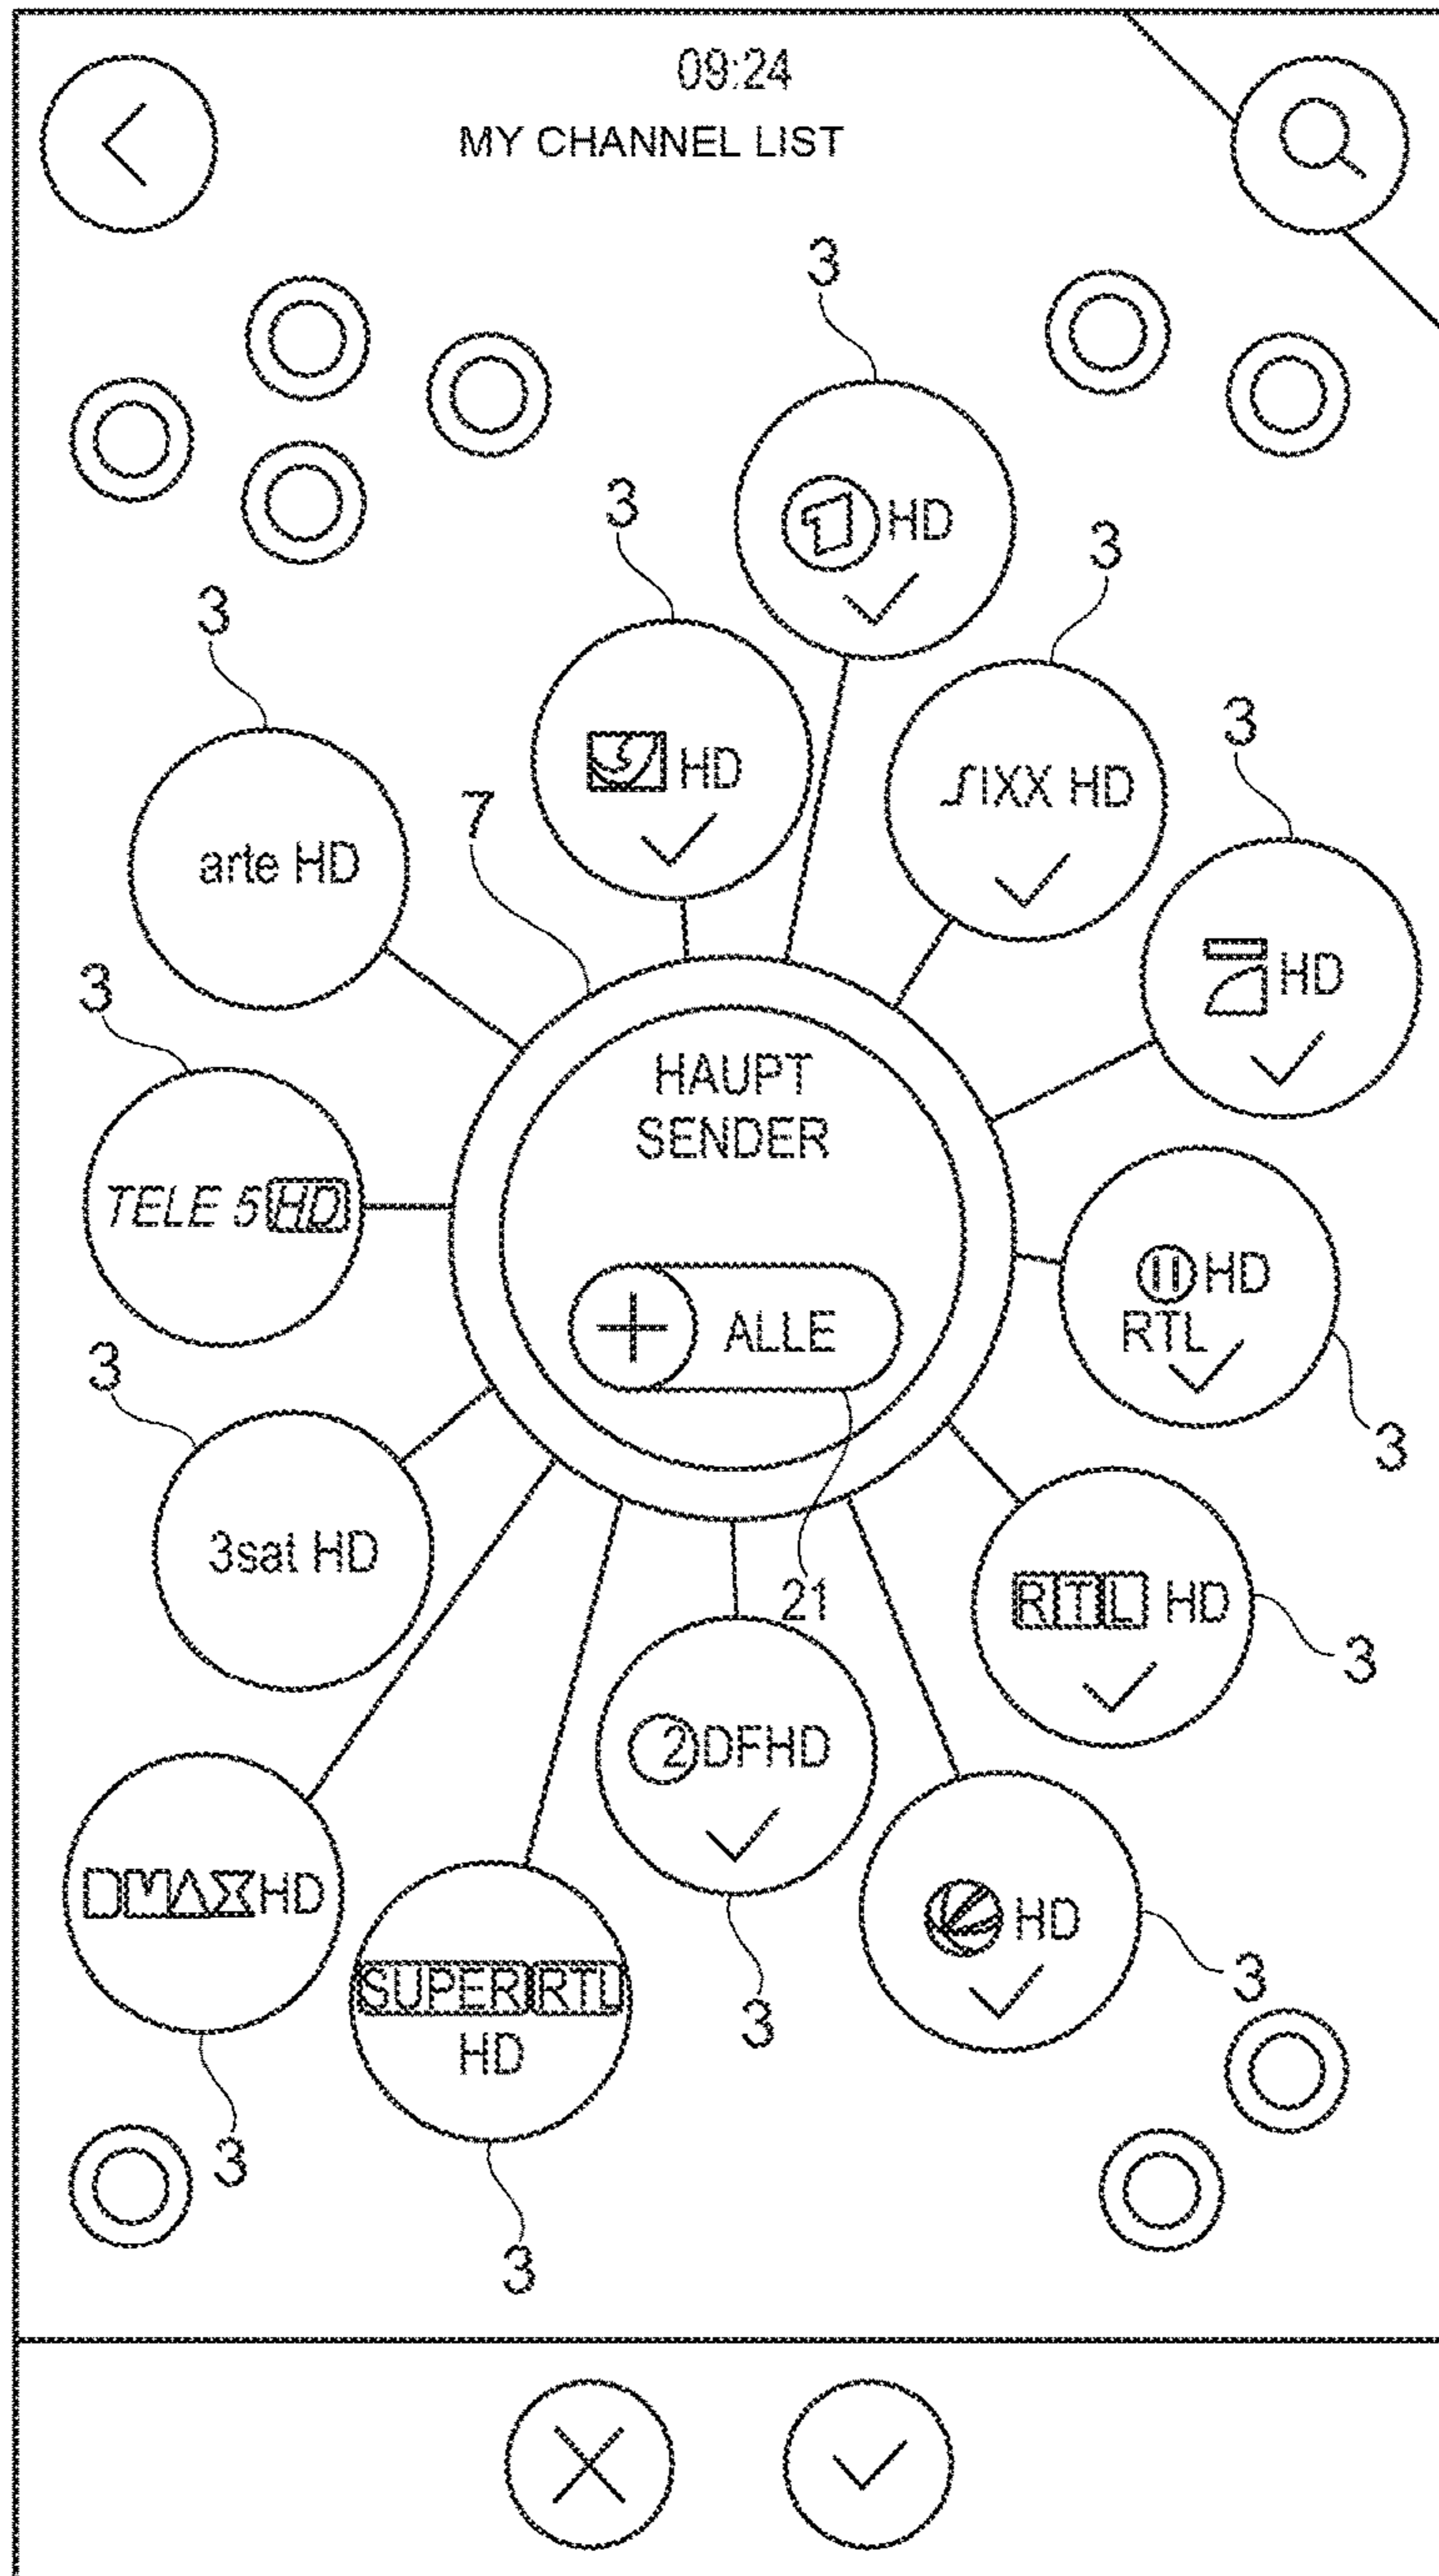 09:24
MY CHANNEL LIST
3
3
HD
3
3
HD
SIXX HD
3
arte HD
7
HD
3
HAUPT
SENDER
TELE 5 HD
HD
RTL
ALLE
3
3
3sat HD
21
RTL HD
3
2DFHD
DMAX HD
HD
3
SUPER RTL
HD
3
3
3